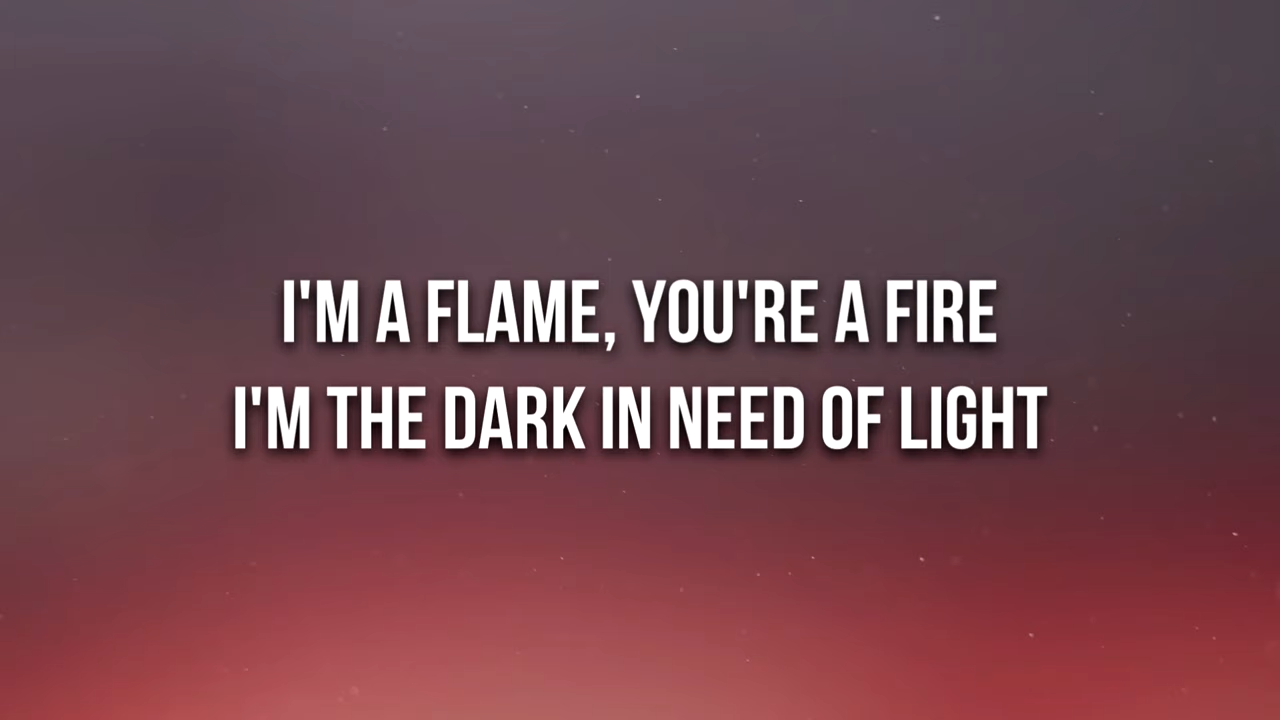 I'M A FLAME, YOU'RE A FIRE
I'M THE DARK IN NEED OF LIGHT